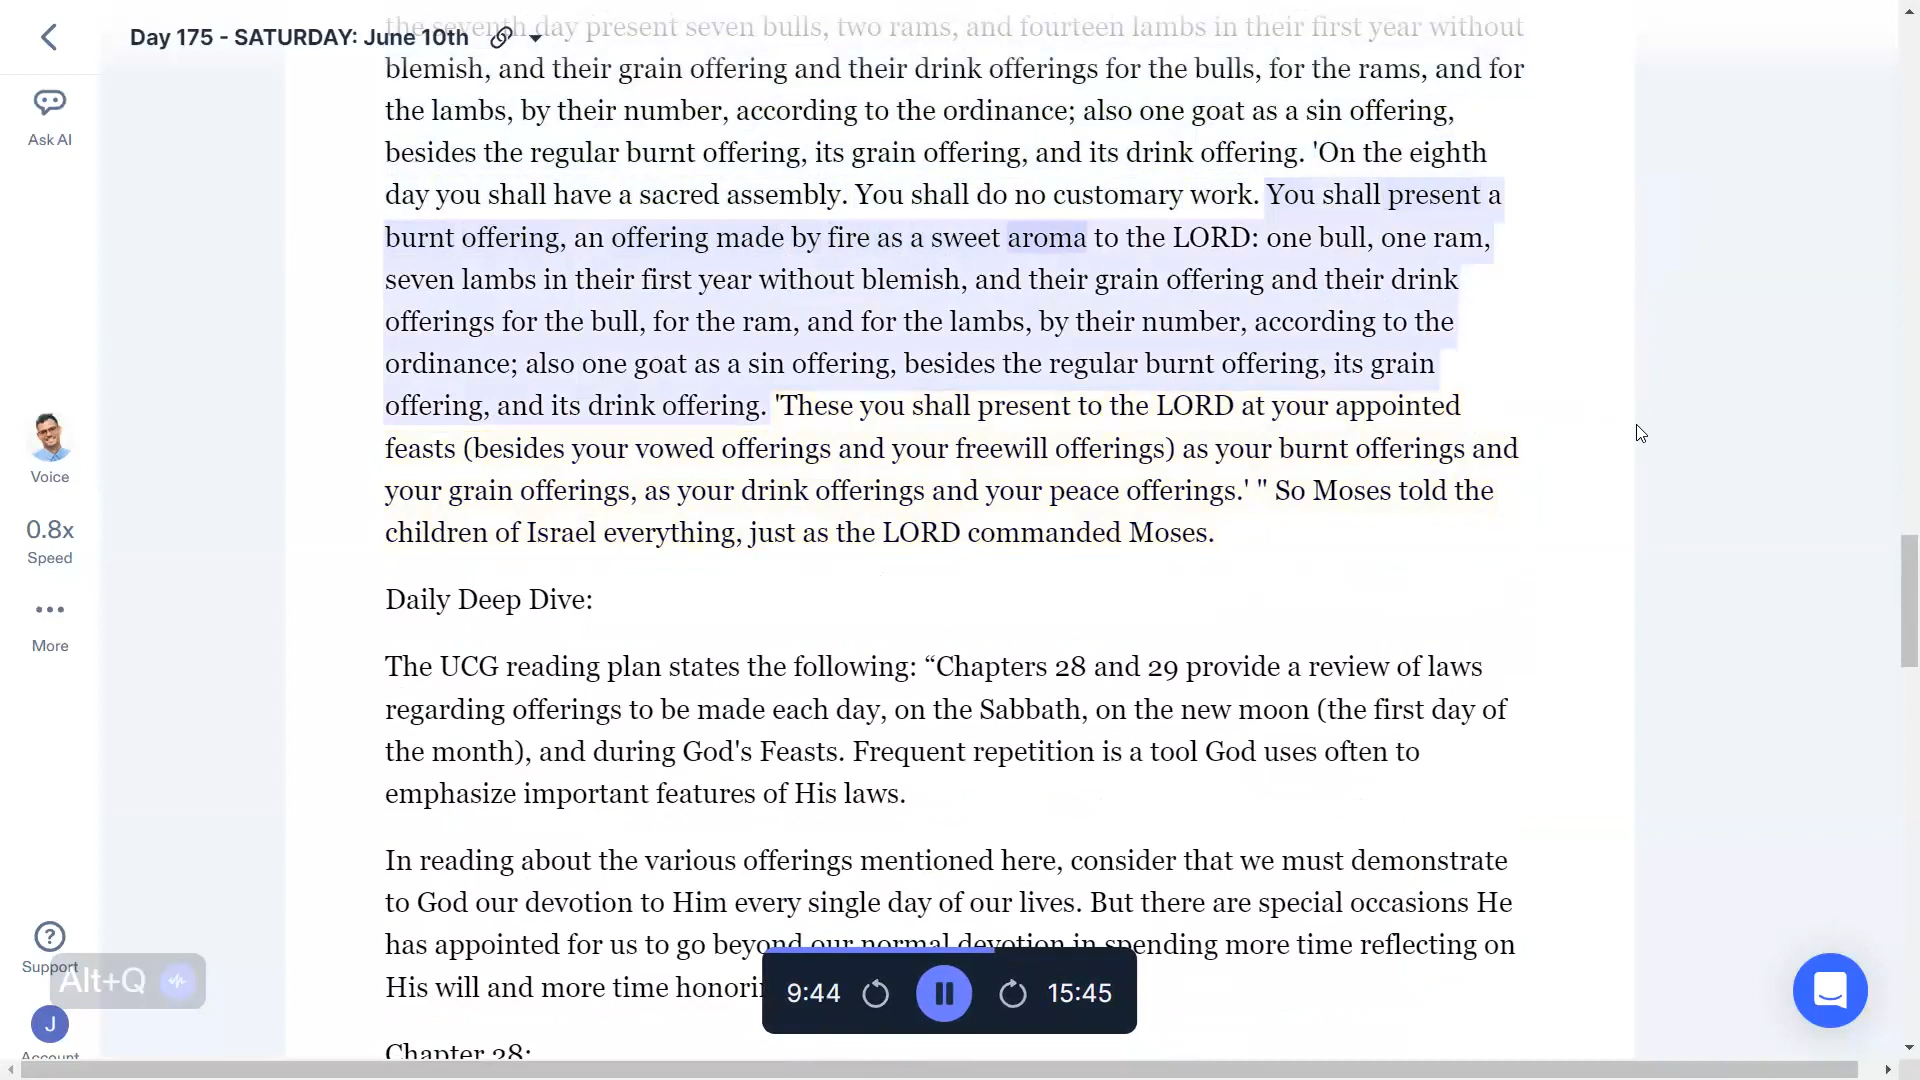 the seventh day present seven bulls, two rams, and fourteen lambs in their first year without
Day 175 - SATURDAY: June 10th
blemish, and their grain offering and their drink offerings for the bulls, for the rams, and for
the lambs, by their number, according to the ordinance; also one goat as a sin offering,
besides the regular burnt offering, its grain offering, and its drink offering. 'On the eighth
day you shall have a sacred assembly. You shall do no customary work. You shall present a
burnt offering, an offering made by fire as a sweet aroma to the LORD: one bull, one ram,
seven lambs in their first year without blemish, and their grain offering and their drink
offerings for the bull, for the ram, and for the lambs, by their number, according to the
ordinance; also one goat as a sin offering, besides the regular burnt offering, its grain
offering, and its drink offering. 'These you shall present to the LORD at your appointed
feasts (besides your vowed offerings and your freewill offerings) as your burnt offerings and
your grain offerings, as your drink offerings and your peace offerings.' " So Moses told the
children of Israel everything, just as the LORD commanded Moses.
Daily Deep Dive:
The UCG reading plan states the following: “Chapters 28 and 29 provide a review of laws
regarding offerings to be made each day, on the Sabbath, on the new moon (the first day of
the month), and during God's Feasts. Frequent repetition is a tool God uses often to
emphasize important features of His laws.
In reading about the various offerings mentioned here, consider that we must demonstrate
to God our devotion to Him every single day of our lives. But there are special occasions He
has appointed for us to go beyond our normal devotion in spending more time reflecting on
His will and more time honori
Chapter 28:
Ask AI
Voice
0.8x
Speed
More
Support
Alt+Q
J
Account
9:44
15:45